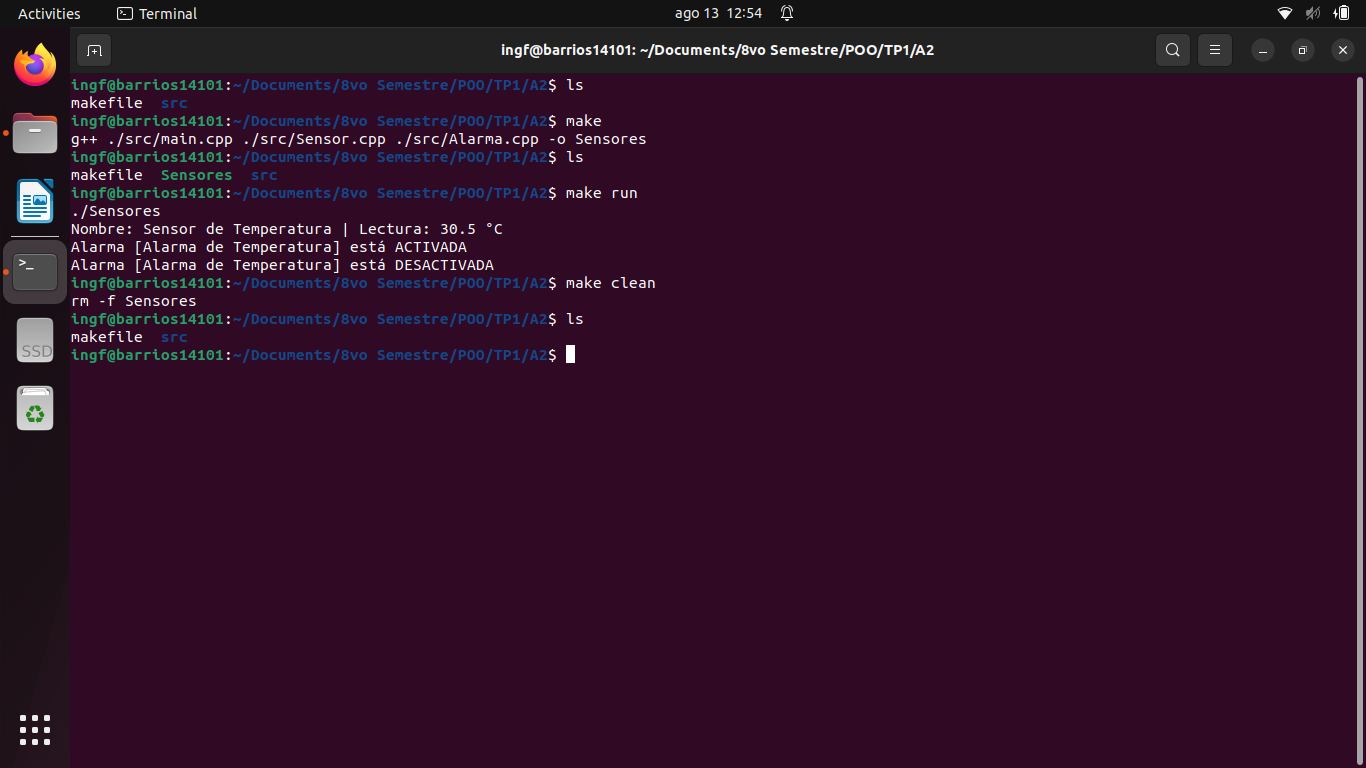 Activities Terminal ago 13 12:54
ingf@barrios14101: ~/Documents/8vo Semestre/POO/TP1/A2
ingf@barrios14101:~/Documents/8vo Semestre/POO/TP1/A2$ ls
makefile src
ingf@barrios14101:~/Documents/8vo Semestre/POO/TP1/A2$ make
g++ ./src/main.cpp ./src/Sensor.cpp ./src/Alarma.cpp -o Sensores
ingf@barrios14101:~/Documents/8vo Semestre/POO/TP1/A2$ ls
makefile Sensores src
ingf@barrios14101:~/Documents/8vo Semestre/POO/TP1/A2$ make run
./Sensores
Nombre: Sensor de Temperatura | Lectura: 30.5 °C
Alarma [Alarma de Temperatura] está ACTIVADA
Alarma [Alarma de Temperatura] está DESACTIVADA
ingf@barrios14101:~/Documents/8vo Semestre/POO/TP1/A2$ make clean
rm -f Sensores
ingf@barrios14101:~/Documents/8vo Semestre/POO/TP1/A2$ ls
makefile src
ingf@barrios14101:~/Documents/8vo Semestre/POO/TP1/A2$
>_
SSD